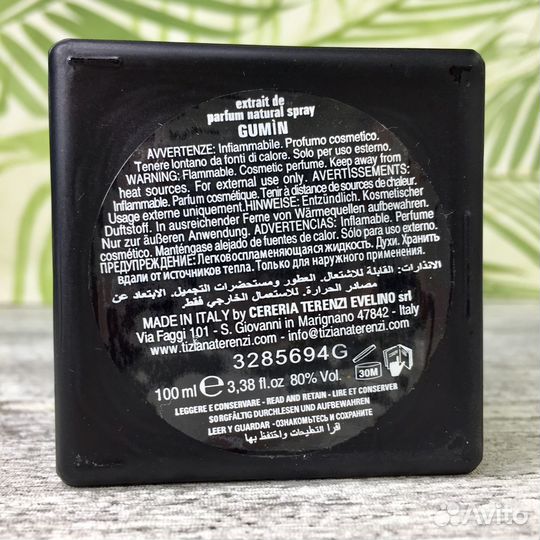 extrait de
parfum natural spray
GUMÌN
AVVERTENZE: Infiammabile. Profumo cosmetico.
Tenere lontano da fonti di calore. Solo per uso esterno.
WARNING: Flammable. Cosmetic perfume. Keep away from
heat sources. For external use only. AVERTISSEMENTS:
Inflammable. Parfum cosmétique. Tenir à distance de sources de chaleur.
Usage externe uniquement. HINWEISE: Entzündlich. Kosmetischen
Duftstoff. In ausreichender Ferne von Wärmequellen aufbewahren.
Nur zur äußeren Anwendung. ADVERTENCIAS: Inflamable. Perfume
cosmético. Manténgase alejado de fuentes de calor. Sólo para uso externo.
ПРЕДУПРЕЖДЕНИЕ: Легковоспламеняющаяся жидкость. Духи. Хранить
вдали от источников тепла. Только для наружного применения.
الانذارات: القابلة للاشتعال. العطور ومستحضرات التجميل. الابتعاد عن
مصادر الحرارة. للاستعمال الخارجي فقط
MADE IN ITALY by CERERIA TERENZI EVELINO srl
Via Faggi 101 - S. Giovanni in Marignano 47842 - Italy
www.tizianaterenzi.com - info@tizianaterenzi.com
3285694G
30M
100 ml ℮ 3,38 fl.oz 80% Vol.
LEGGERE E CONSERVARE - READ AND RETAIN - LIRE ET CONSERVER
SORGFÄLTIG DURCHLESEN UND AUFBEWAHREN
LEER Y GUARDAR - ОЗНАКОМЬТЕСЬ И СОХРАНИТЕ
اقرأ التعليمات واحتفظ بها
Avito